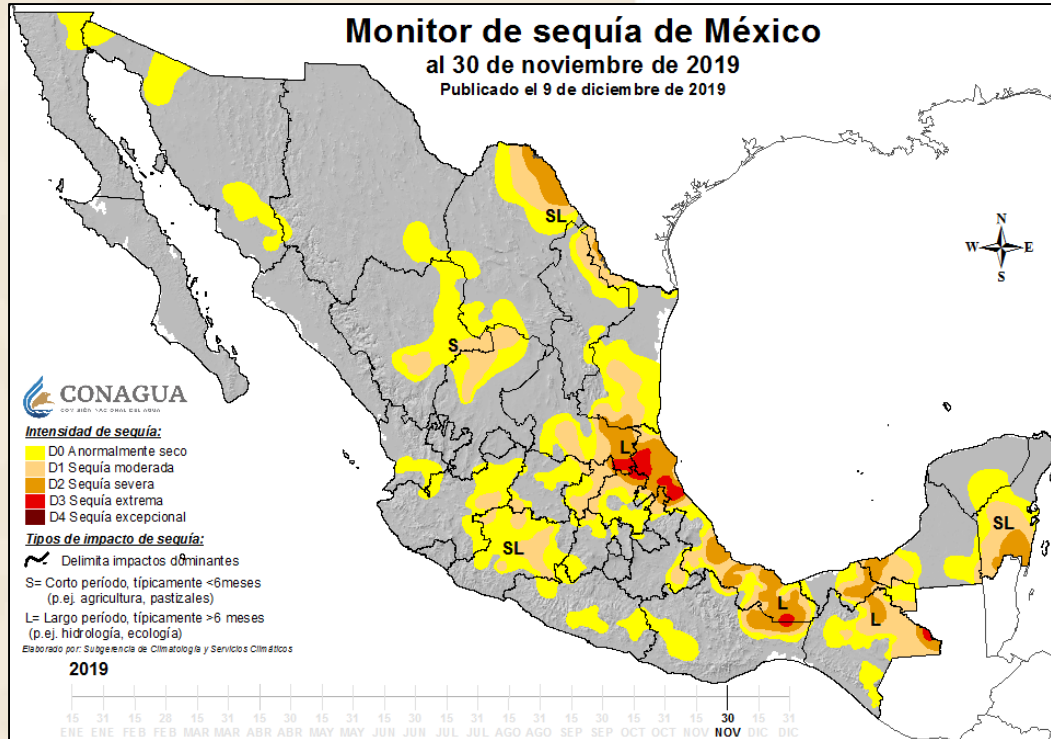 Monitor de sequía de México
al 30 de noviembre de 2019
Publicado el 9 de diciembre de 2019
N
W E
S
SL
S
L
SL
L
L
SL
CONAGUA
COMISIÓN NACIONAL DEL AGUA
Intensidad de sequía:
D0 Anormalmente seco
D1 Sequía moderada
D2 Sequía severa
D3 Sequía extrema
D4 Sequía excepcional
Tipos de impacto de sequía:
Delimita impactos dominantes
S= Corto período, típicamente <6meses
(p.ej. agricultura, pastizales)
L= Largo período, típicamente >6 meses
(p.ej. hidrología, ecología)
Elaborado por: Subgerencia de Climatología y Servicios Climáticos
2019
15 31 15 28 15 31 15 30 15 31 15 30 15 31 15 31 15 30 15 31 15 30 15 31
ENE ENE FEB FEB MAR MAR ABR ABR MAY MAY JUN JUN JUL JUL AGO AGO SEP SEP OCT OCT NOV NOV DIC DIC